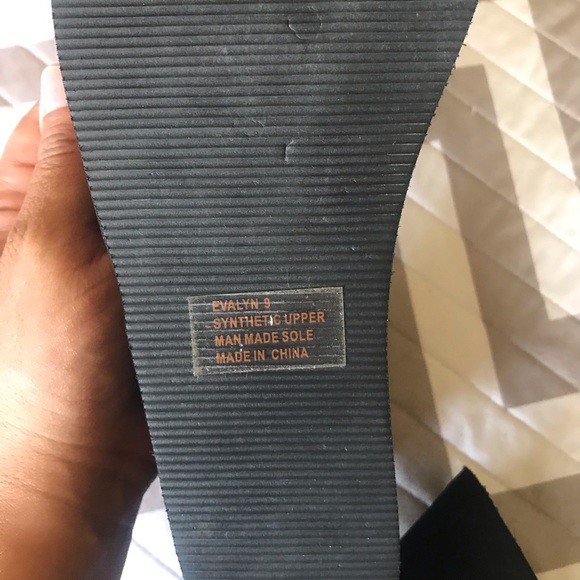 EVALYN 9
SYNTHETIC UPPER
MAN MADE SOLE
MADE IN CHINA